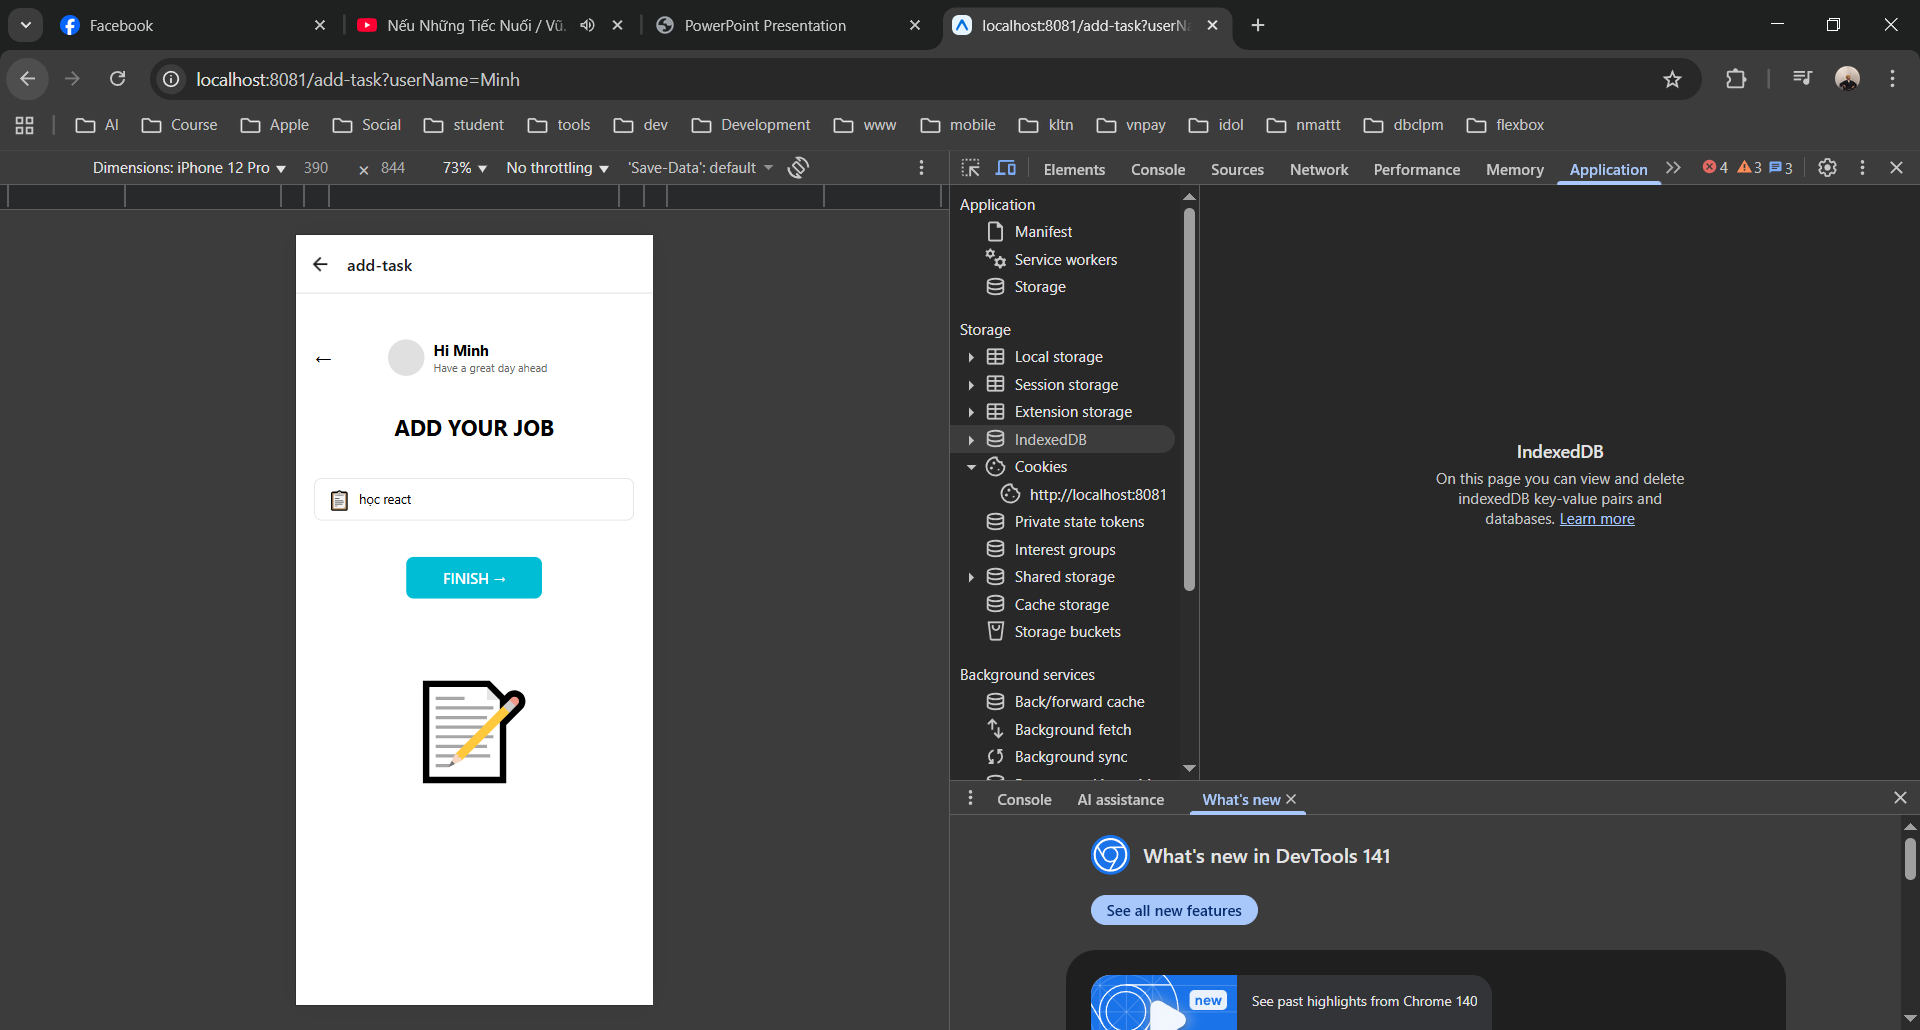 Facebook
Nếu Những Tiếc Nuối / Vũ.
PowerPoint Presentation
localhost:8081/add-task?userNa
localhost:8081/add-task?userName=Minh
AI
Course
Apple
Social
student
tools
dev
Development
www
mobile
kltn
vnpay
idol
nmattt
dbclpm
flexbox
Dimensions: iPhone 12 Pro
390
×
844
73%
No throttling
'Save-Data': default
Elements
Console
Sources
Network
Performance
Memory
Application
4
3
3
add-task
Hi Minh
Have a great day ahead
ADD YOUR JOB
học react
FINISH →
Application
Manifest
Service workers
Storage
Storage
Local storage
Session storage
Extension storage
IndexedDB
Cookies
http://localhost:8081
Private state tokens
Interest groups
Shared storage
Cache storage
Storage buckets
Background services
Back/forward cache
Background fetch
Background sync
IndexedDB
On this page you can view and delete
indexedDB key-value pairs and
databases. Learn more
Console
AI assistance
What's new
What's new in DevTools 141
See all new features
new
See past highlights from Chrome 140